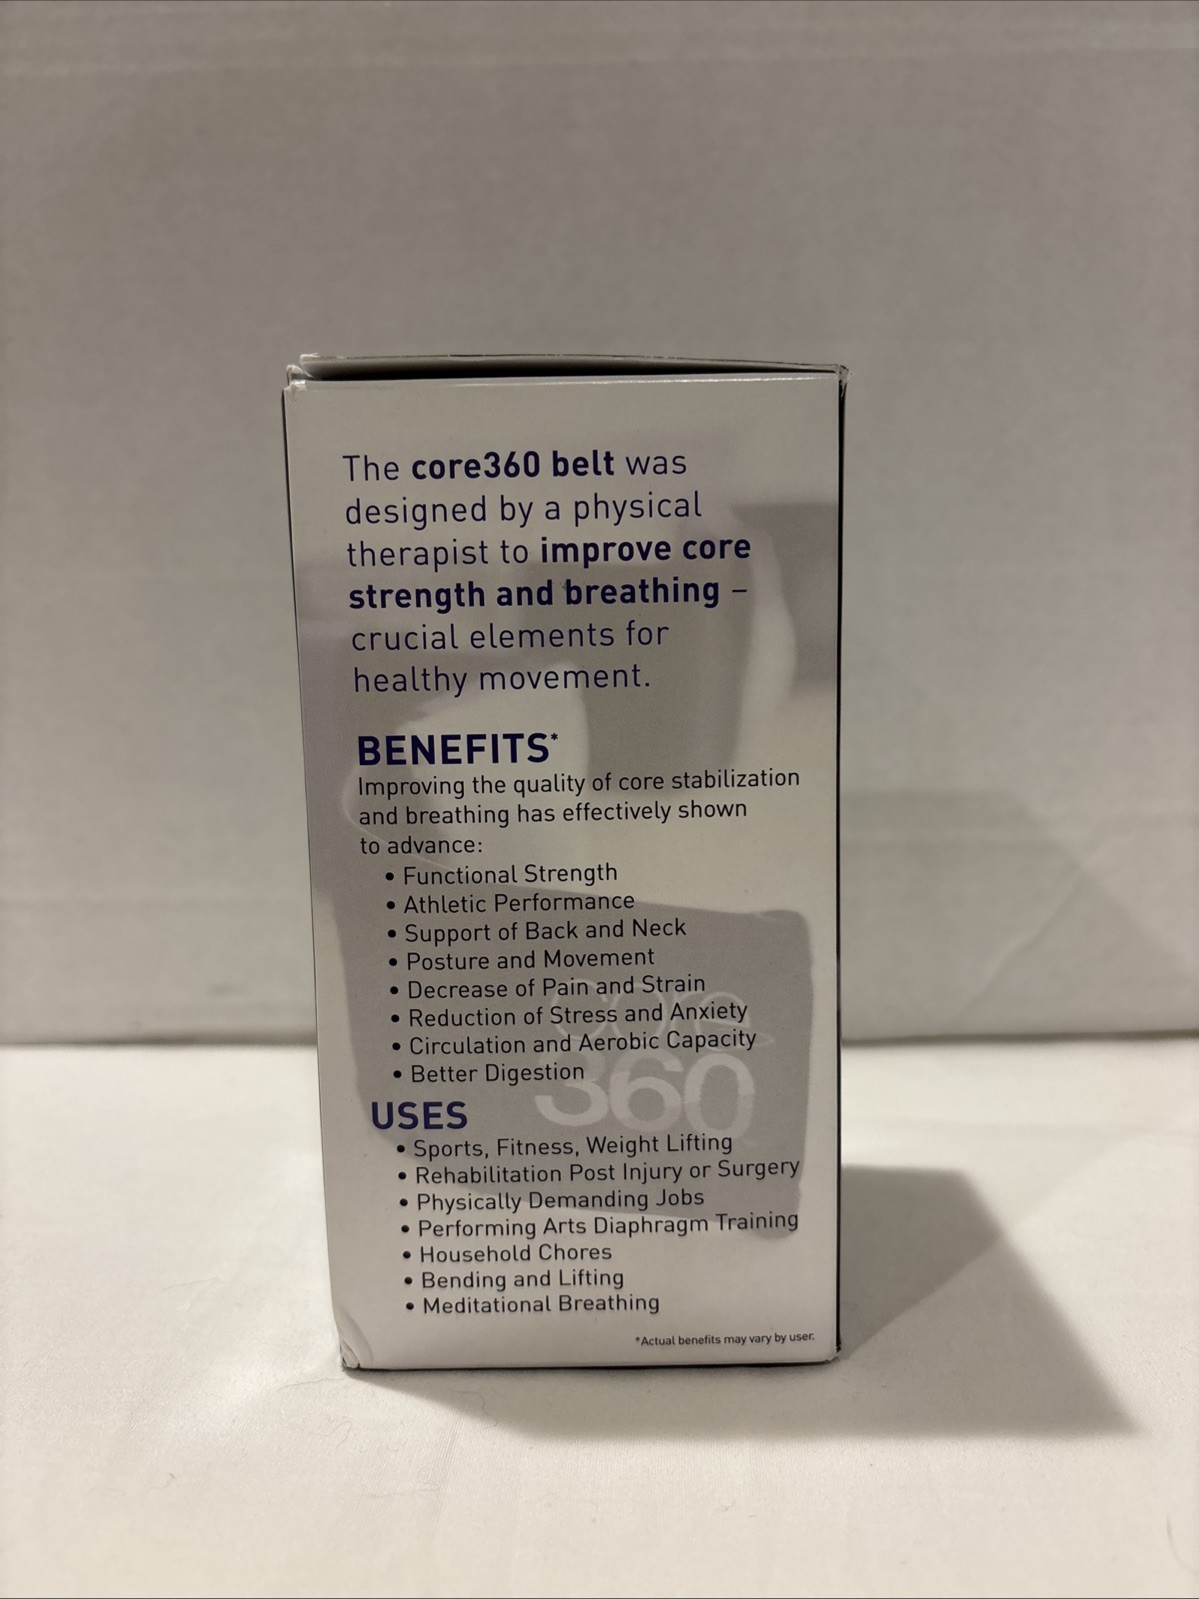 The core360 belt was
designed by a physical
therapist to improve core
strength and breathing –
crucial elements for
healthy movement.
BENEFITS*
Improving the quality of core stabilization
and breathing has effectively shown
to advance:
• Functional Strength
• Athletic Performance
• Support of Back and Neck
• Posture and Movement
• Decrease of Pain and Strain
• Reduction of Stress and Anxiety
• Circulation and Aerobic Capacity
• Better Digestion
core
360
USES
• Sports, Fitness, Weight Lifting
• Rehabilitation Post Injury or Surgery
• Physically Demanding Jobs
• Performing Arts Diaphragm Training
• Household Chores
• Bending and Lifting
• Meditational Breathing
*Actual benefits may vary by user.